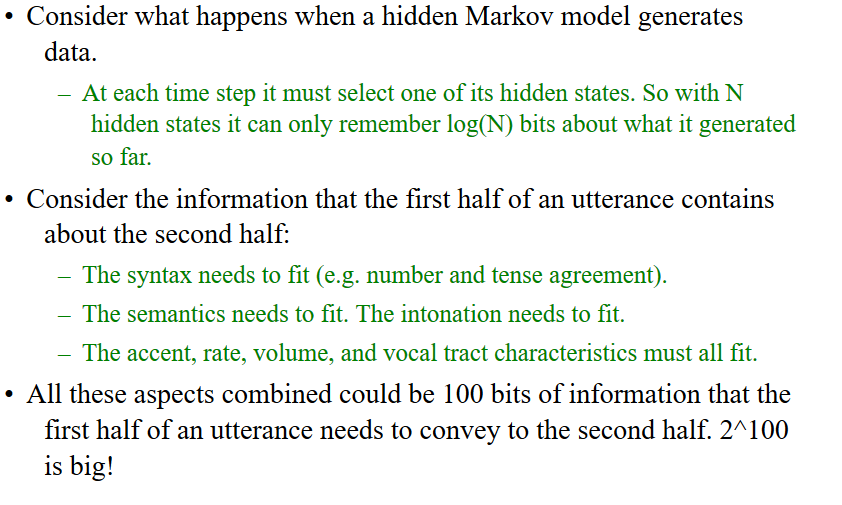 • Consider what happens when a hidden Markov model generates
data.
– At each time step it must select one of its hidden states. So with N
hidden states it can only remember log(N) bits about what it generated
so far.
• Consider the information that the first half of an utterance contains
about the second half:
– The syntax needs to fit (e.g. number and tense agreement).
– The semantics needs to fit. The intonation needs to fit.
– The accent, rate, volume, and vocal tract characteristics must all fit.
• All these aspects combined could be 100 bits of information that the
first half of an utterance needs to convey to the second half. 2^100
is big!